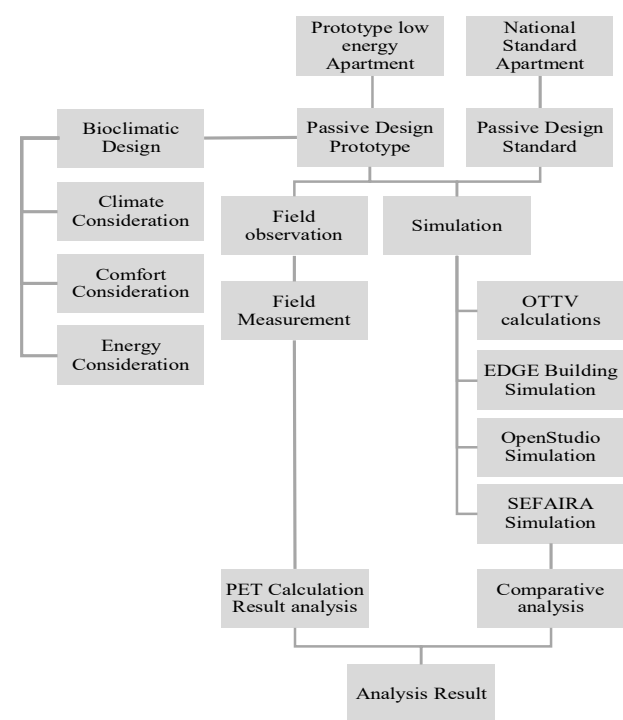 Prototype low
energy
Apartment
National
Standard
Apartment
Bioclimatic
Design
Passive Design
Prototype
Passive Design
Standard
Climate
Consideration
Field
observation
Simulation
Comfort
Consideration
Field
Measurement
OTTV
calculations
Energy
Consideration
EDGE Building
Simulation
OpenStudio
Simulation
SEFAIRA
Simulation
PET Calculation
Result analysis
Comparative
analysis
Analysis Result